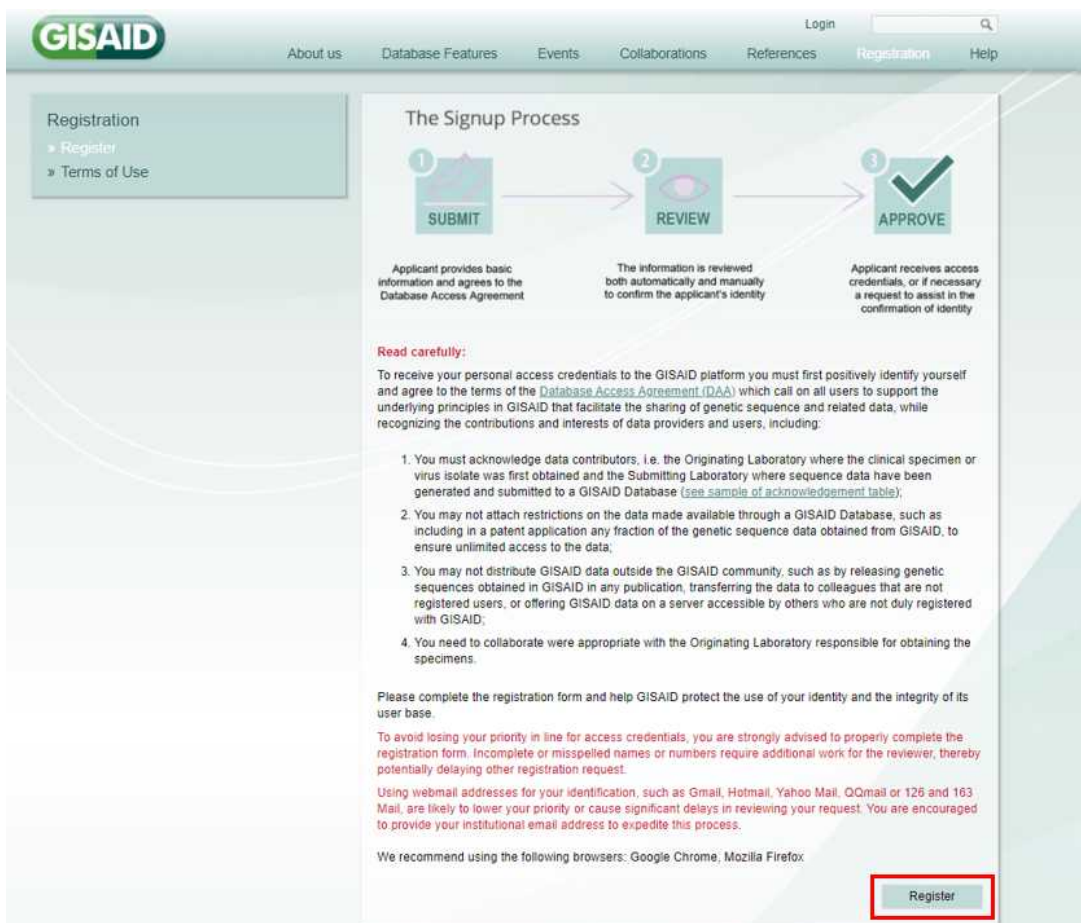 GISAID
Login
About us Database Features Events Collaborations References Registration Help
Registration
» Register
» Terms of Use
The Signup Process
1 2 3
SUBMIT REVIEW APPROVE
Applicant provides basic
information and agrees to the
Database Access Agreement
The information is reviewed
both automatically and manually
to confirm the applicant's identity
Applicant receives access
credentials, or if necessary
a request to assist in the
confirmation of identity
Read carefully:
To receive your personal access credentials to the GISAID platform you must first positively identify yourself
and agree to the terms of the Database Access Agreement (DAA) which call on all users to support the
underlying principles in GISAID that facilitate the sharing of genetic sequence and related data, while
recognizing the contributions and interests of data providers and users, including:
1. You must acknowledge data contributors, i.e. the Originating Laboratory where the clinical specimen or
virus isolate was first obtained and the Submitting Laboratory where sequence data have been
generated and submitted to a GISAID Database (see sample of acknowledgement table);
2. You may not attach restrictions on the data made available through a GISAID Database, such as
including in a patent application any fraction of the genetic sequence data obtained from GISAID, to
ensure unlimited access to the data;
3. You may not distribute GISAID data outside the GISAID community, such as by releasing genetic
sequences obtained in GISAID in any publication, transferring the data to colleagues that are not
registered users, or offering GISAID data on a server accessible by others who are not duly registered
with GISAID;
4. You need to collaborate were appropriate with the Originating Laboratory responsible for obtaining the
specimens.
Please complete the registration form and help GISAID protect the use of your identity and the integrity of its
user base.
To avoid losing your priority in line for access credentials, you are strongly advised to properly complete the
registration form. Incomplete or misspelled names or numbers require additional work for the reviewer, thereby
potentially delaying other registration request.
Using webmail addresses for your identification, such as Gmail, Hotmail, Yahoo Mail, QQmail or 126 and 163
Mail, are likely to lower your priority or cause significant delays in reviewing your request. You are encouraged
to provide your institutional email address to expedite this process.
We recommend using the following browsers: Google Chrome, Mozilla Firefox
Register